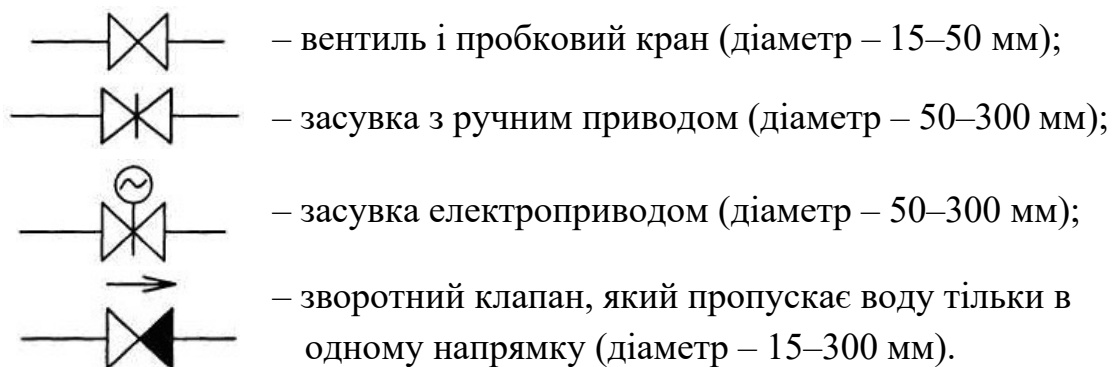 – вентиль і пробковий кран (діаметр – 15–50 мм);
– засувка з ручним приводом (діаметр – 50–300 мм);
– засувка електроприводом (діаметр – 50–300 мм);
– зворотний клапан, який пропускає воду тільки в
одному напрямку (діаметр – 15–300 мм).